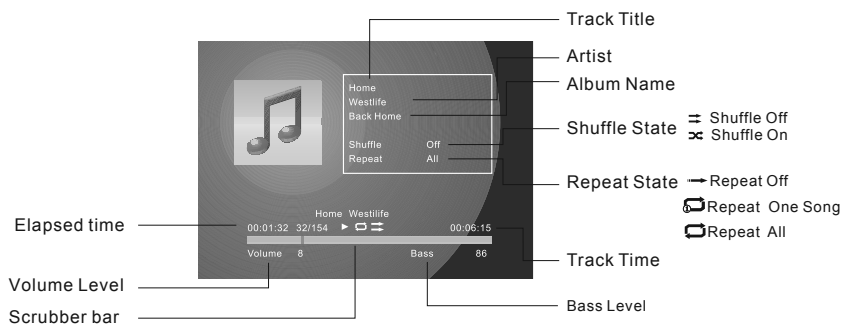 Track Title
Artist
Album Name
Shuffle State
Shuffle Off
Shuffle On
Repeat State
Repeat Off
Repeat One Song
Repeat All
Track Time
Bass Level
Elapsed time
Volume Level
Scrubber bar
Home
Westlife
Back Home
Shuffle Off
Repeat All
Home Westilife
00:01:32 32/154 00:06:15
Volume 8 Bass 86